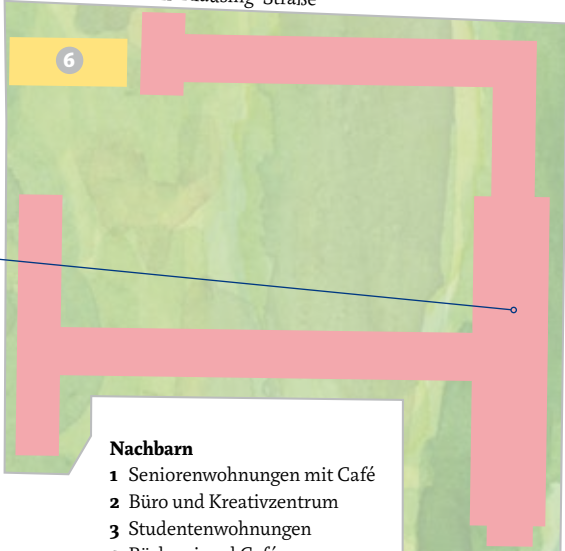 Straße
6
Nachbarn
1 Seniorenwohnungen mit Café
2 Büro und Kreativzentrum
3 Studentenwohnungen